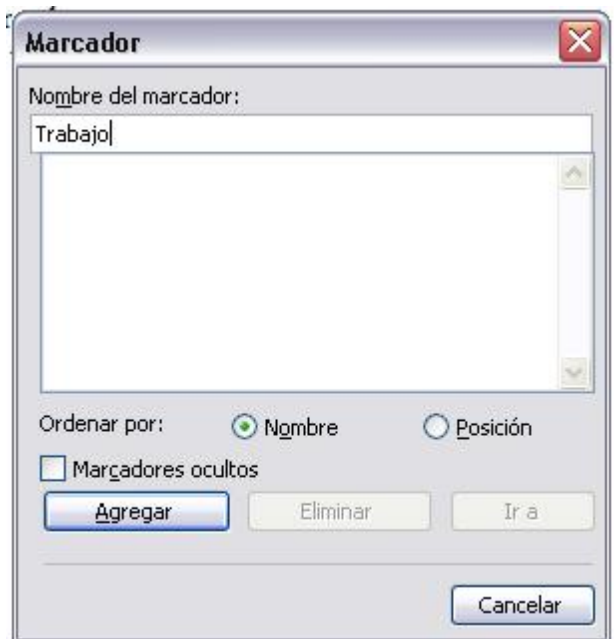 Marcador
Nombre del marcador:
Trabajo
Ordenar por: Nombre Posición
Marcadores ocultos
Agregar Eliminar Ir a
Cancelar